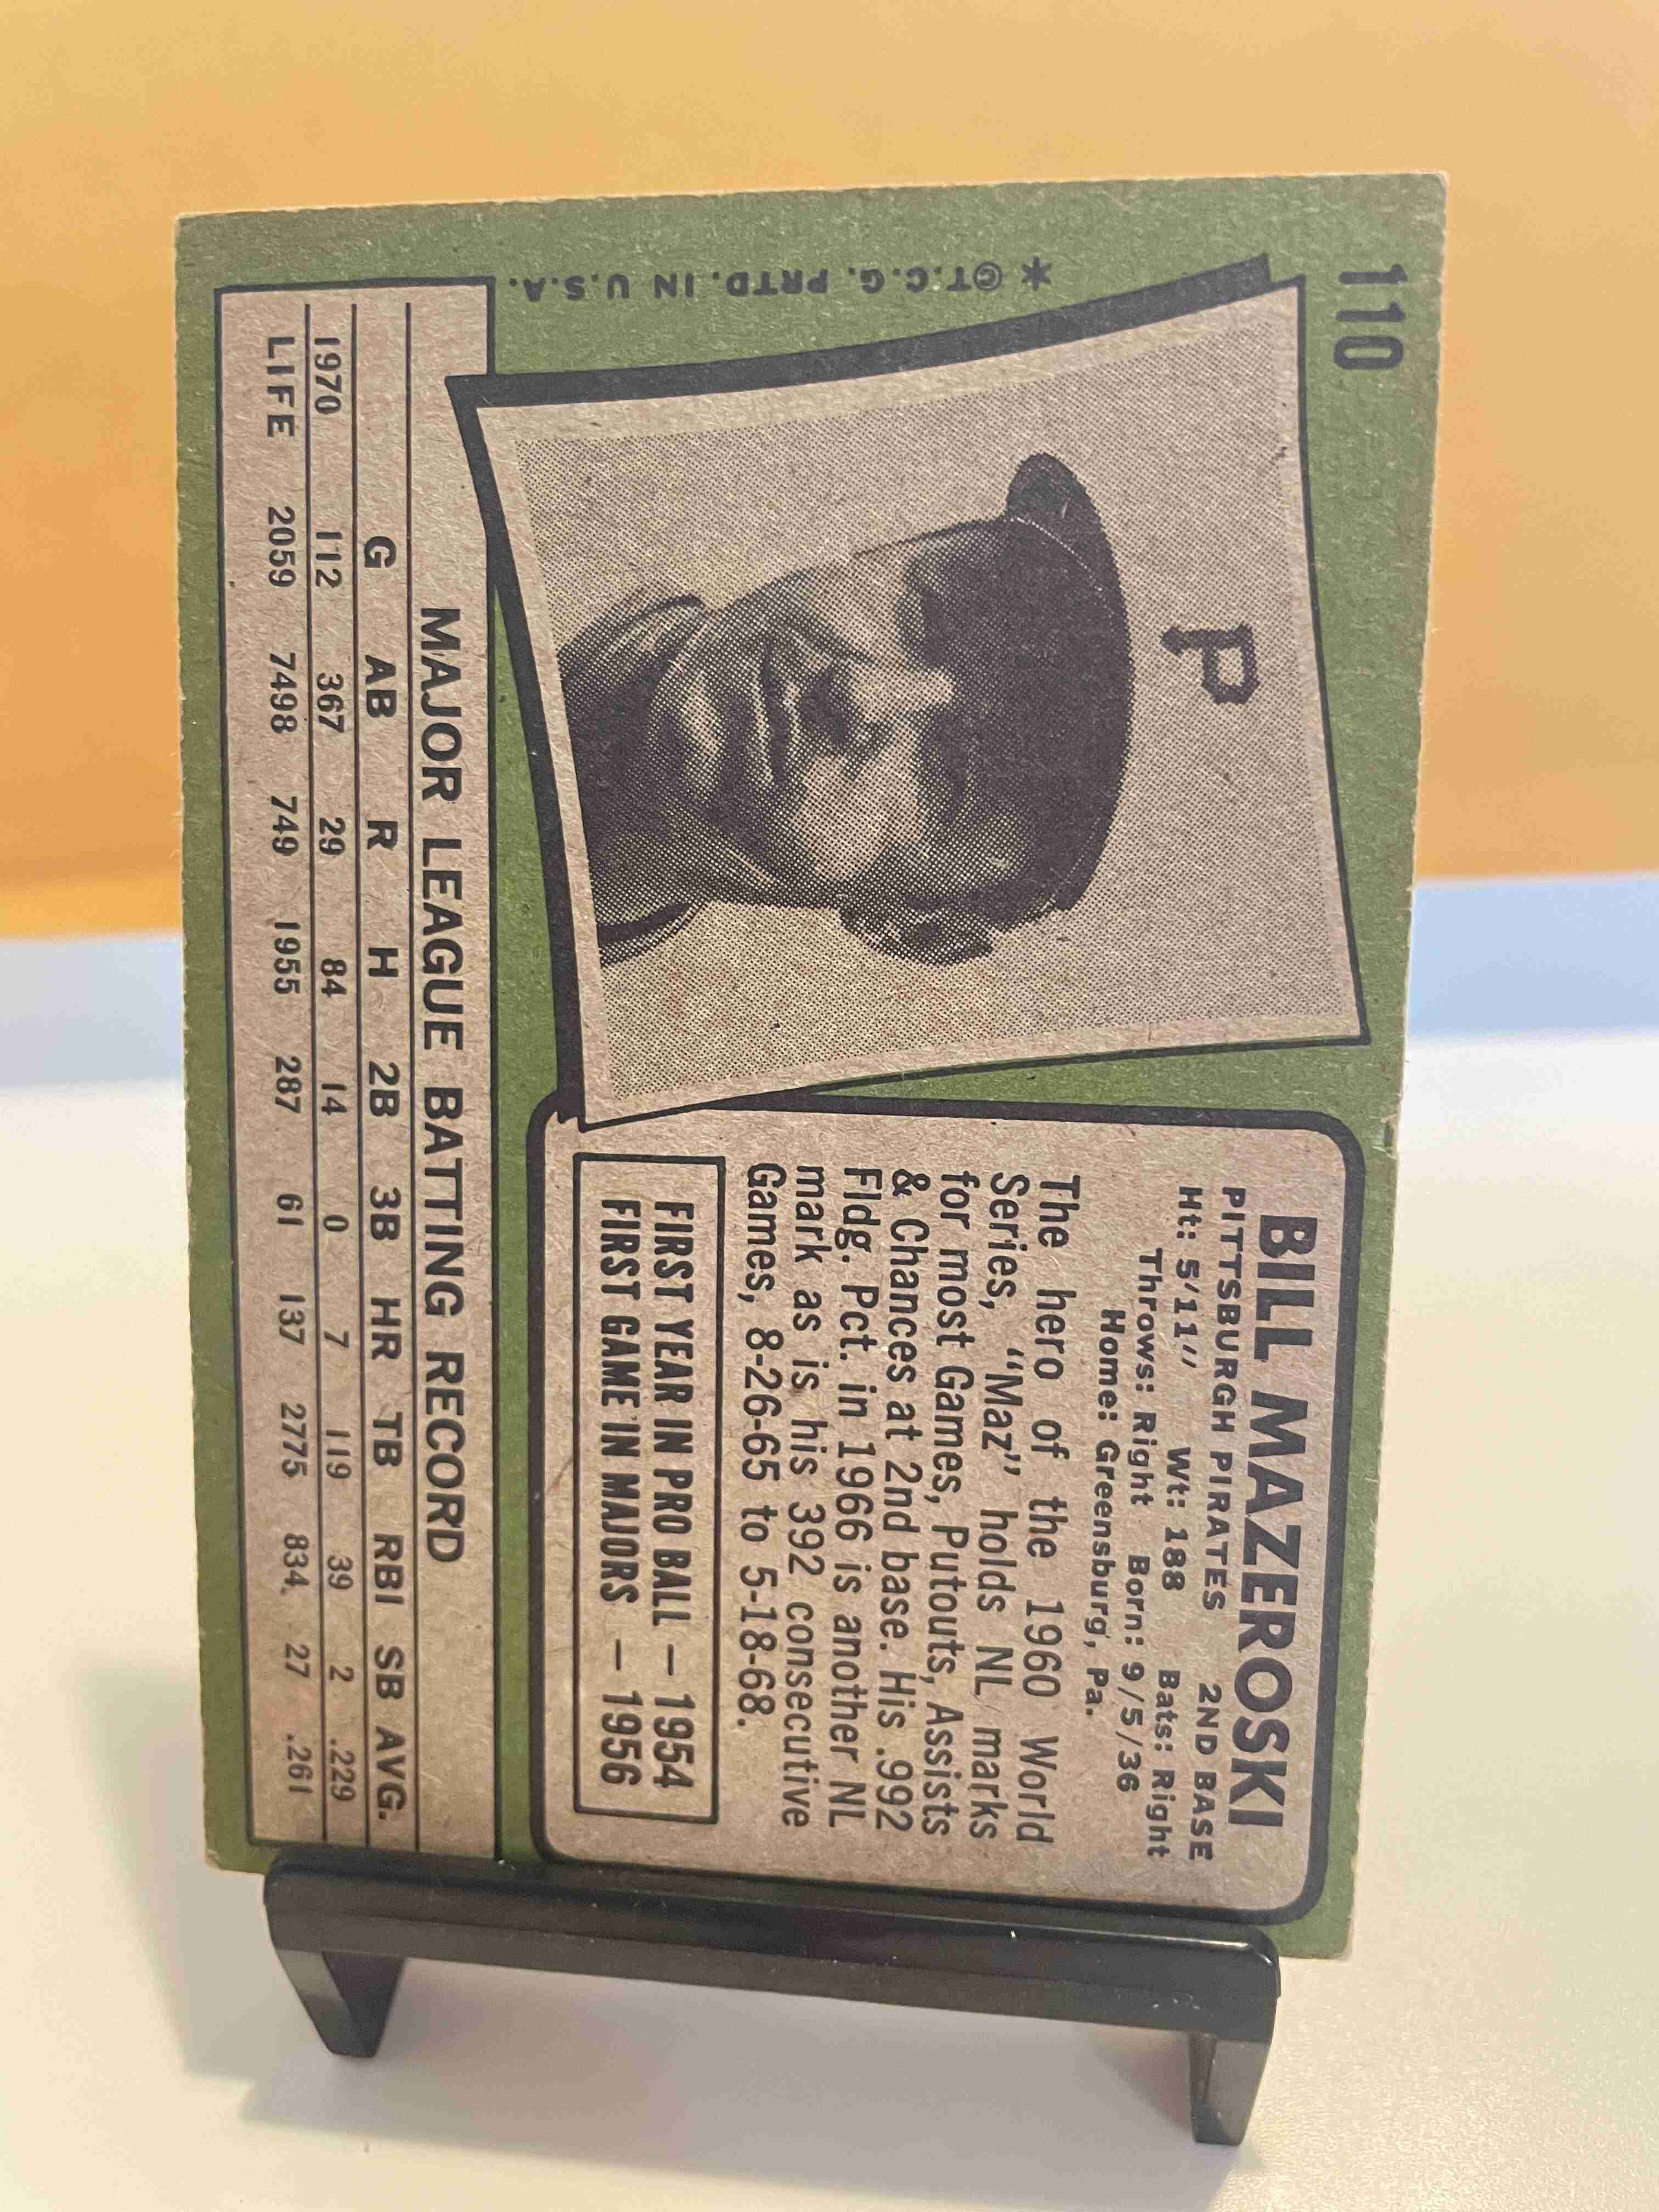 110
P
BILL MAZEROSKI
PITTSBURGH PIRATES 2ND BASE
Ht: 5'11" Wt: 188 Bats: Right
Throws: Right Born: 9/5/36
Home: Greensburg, Pa.
The hero of the 1960 World
Series, "Maz" holds NL marks
for most Games, Putouts, Assists
& Chances at 2nd base. His .992
Fldg. Pct. in 1966 is another NL
mark as is his 392 consecutive
Games, 8-26-65 to 5-18-68.
FIRST YEAR IN PRO BALL — 1954
FIRST GAME IN MAJORS — 1956
* ©T.C.G. PRTD. IN U.S.A.
MAJOR LEAGUE BATTING RECORD
G AB R H 2B 3B HR TB RBI SB AVG.
1970 112 367 29 84 14 0 7 119 39 2 .229
LIFE 2059 7498 749 1955 287 61 137 2775 834 27 .261